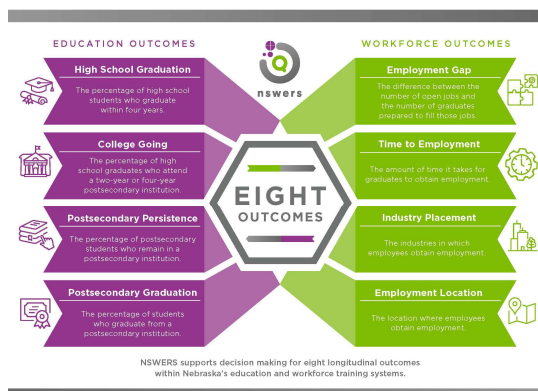 EDUCATION OUTCOMES
High School Graduation
The percentage of high school
students who graduate
within four years.
College Going
The percentage of high
school graduates who attend
a two-year or four-year
postsecondary institution.
Postsecondary Persistence
The percentage of postsecondary
students who remain in a
postsecondary institution.
Postsecondary Graduation
The percentage of students
who graduate from a
postsecondary institution.
nswers
EIGHT
OUTCOMES
WORKFORCE OUTCOMES
Employment Gap
The difference between the
number of open jobs and
the number of graduates
prepared to fill those jobs.
Time to Employment
The amount of time it takes for
graduates to obtain employment.
Industry Placement
The industries in which
employees obtain employment.
Employment Location
The location where employees
obtain employment.
NSWERS supports decision making for eight longitudinal outcomes
within Nebraska's education and workforce training systems.